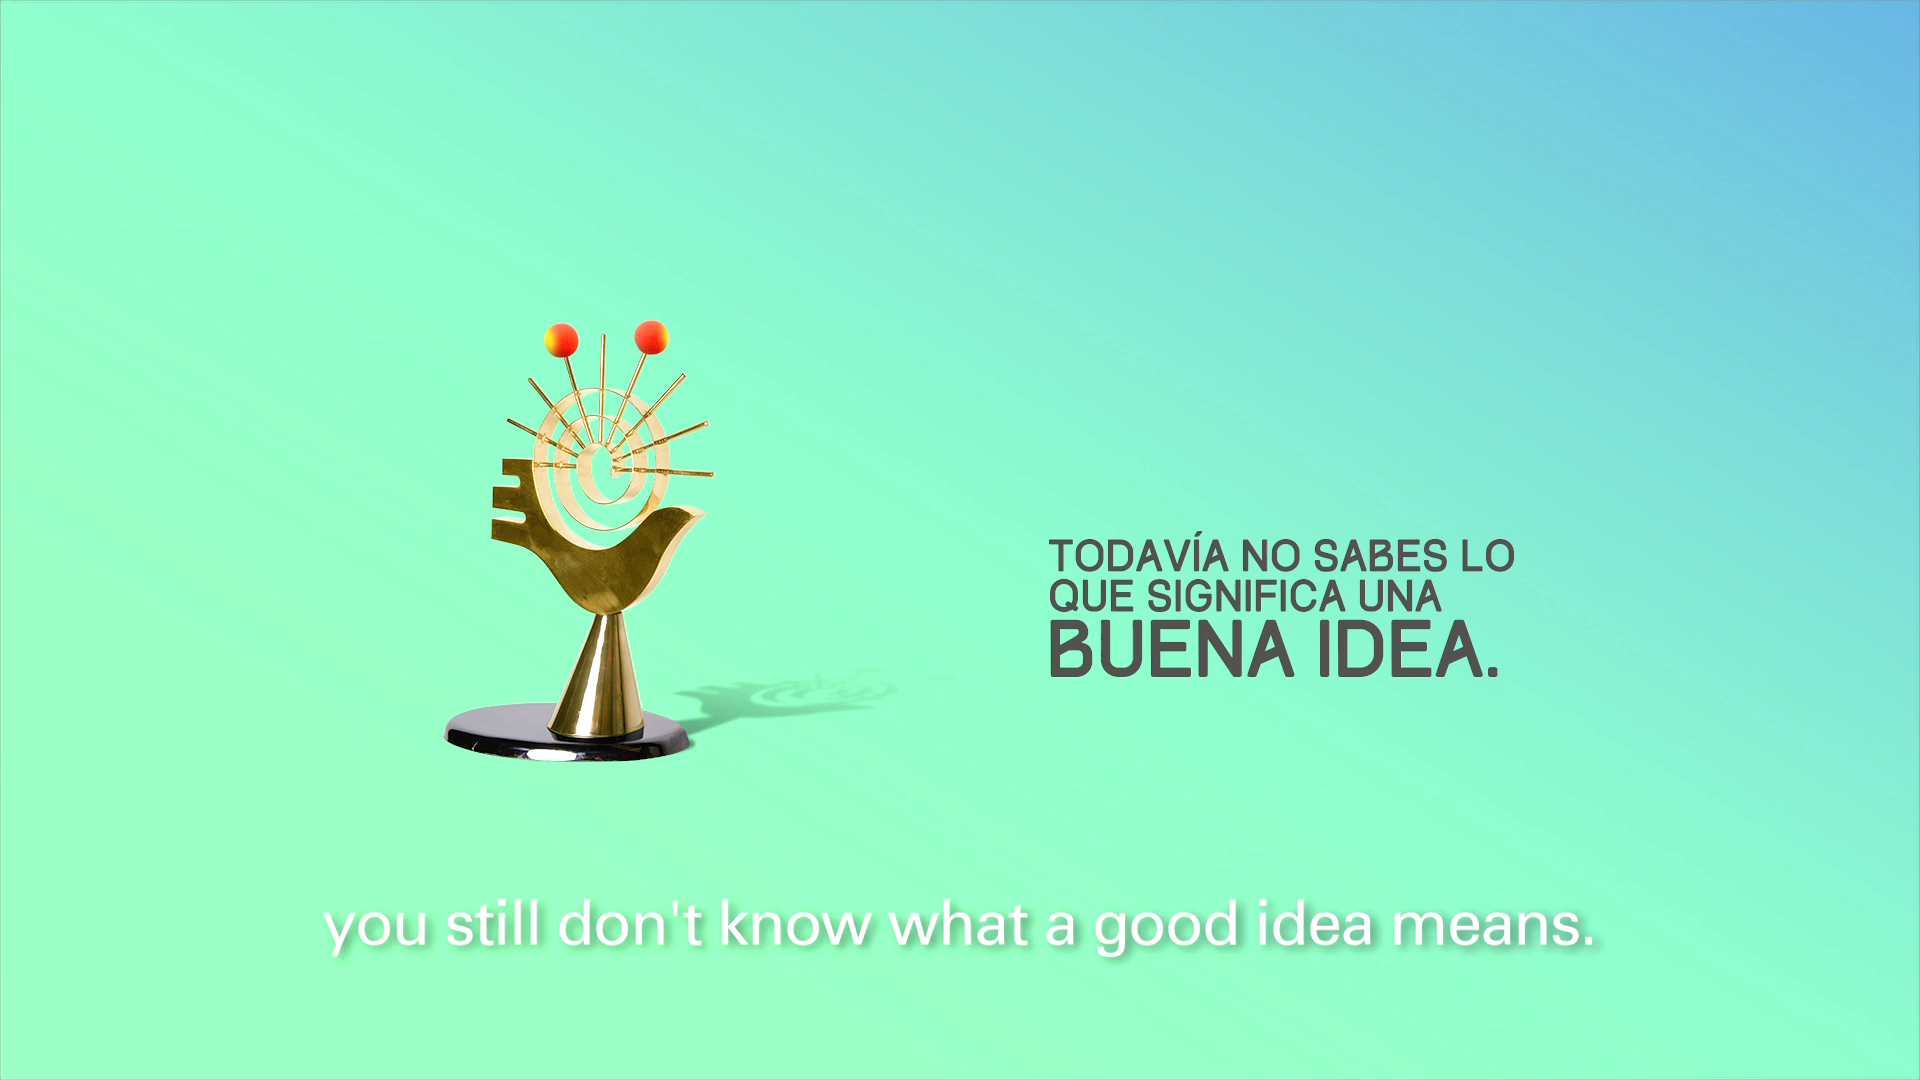 TODAVÍA NO SABES LO
QUE SIGNIFICA UNA
BUENA IDEA.
you still don't know what a good idea means.